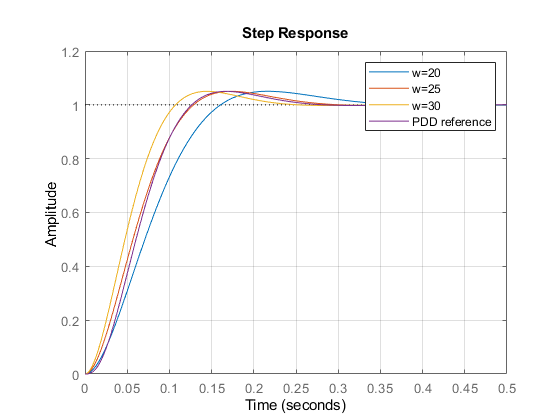 Step Response
w=20
w=25
w=30
PDD reference
Amplitude
1.2
1
0.8
0.6
0.4
0.2
0
0 0.05 0.1 0.15 0.2 0.25 0.3 0.35 0.4 0.45 0.5
Time (seconds)